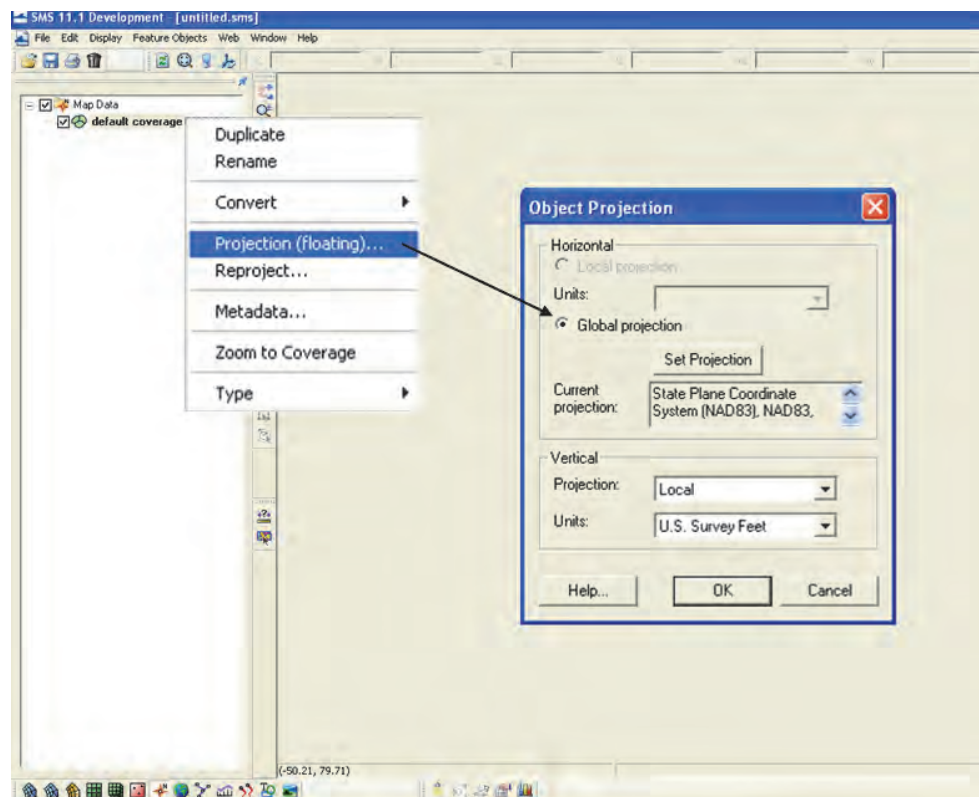 SMS 11.1 Development - [untitled.sms]
File Edit Display Feature Objects Web Window Help
Map Data
default coverage
Duplicate
Rename
Convert
Projection (floating)...
Reproject...
Metadata...
Zoom to Coverage
Type
Object Projection
Horizontal
Local projection
Units:
Global projection
Set Projection
Current projection:
State Plane Coordinate
System (NAD83), NAD83,
Vertical
Projection: Local
Units: U.S. Survey Feet
Help... OK Cancel
(-50.21, 79.71)